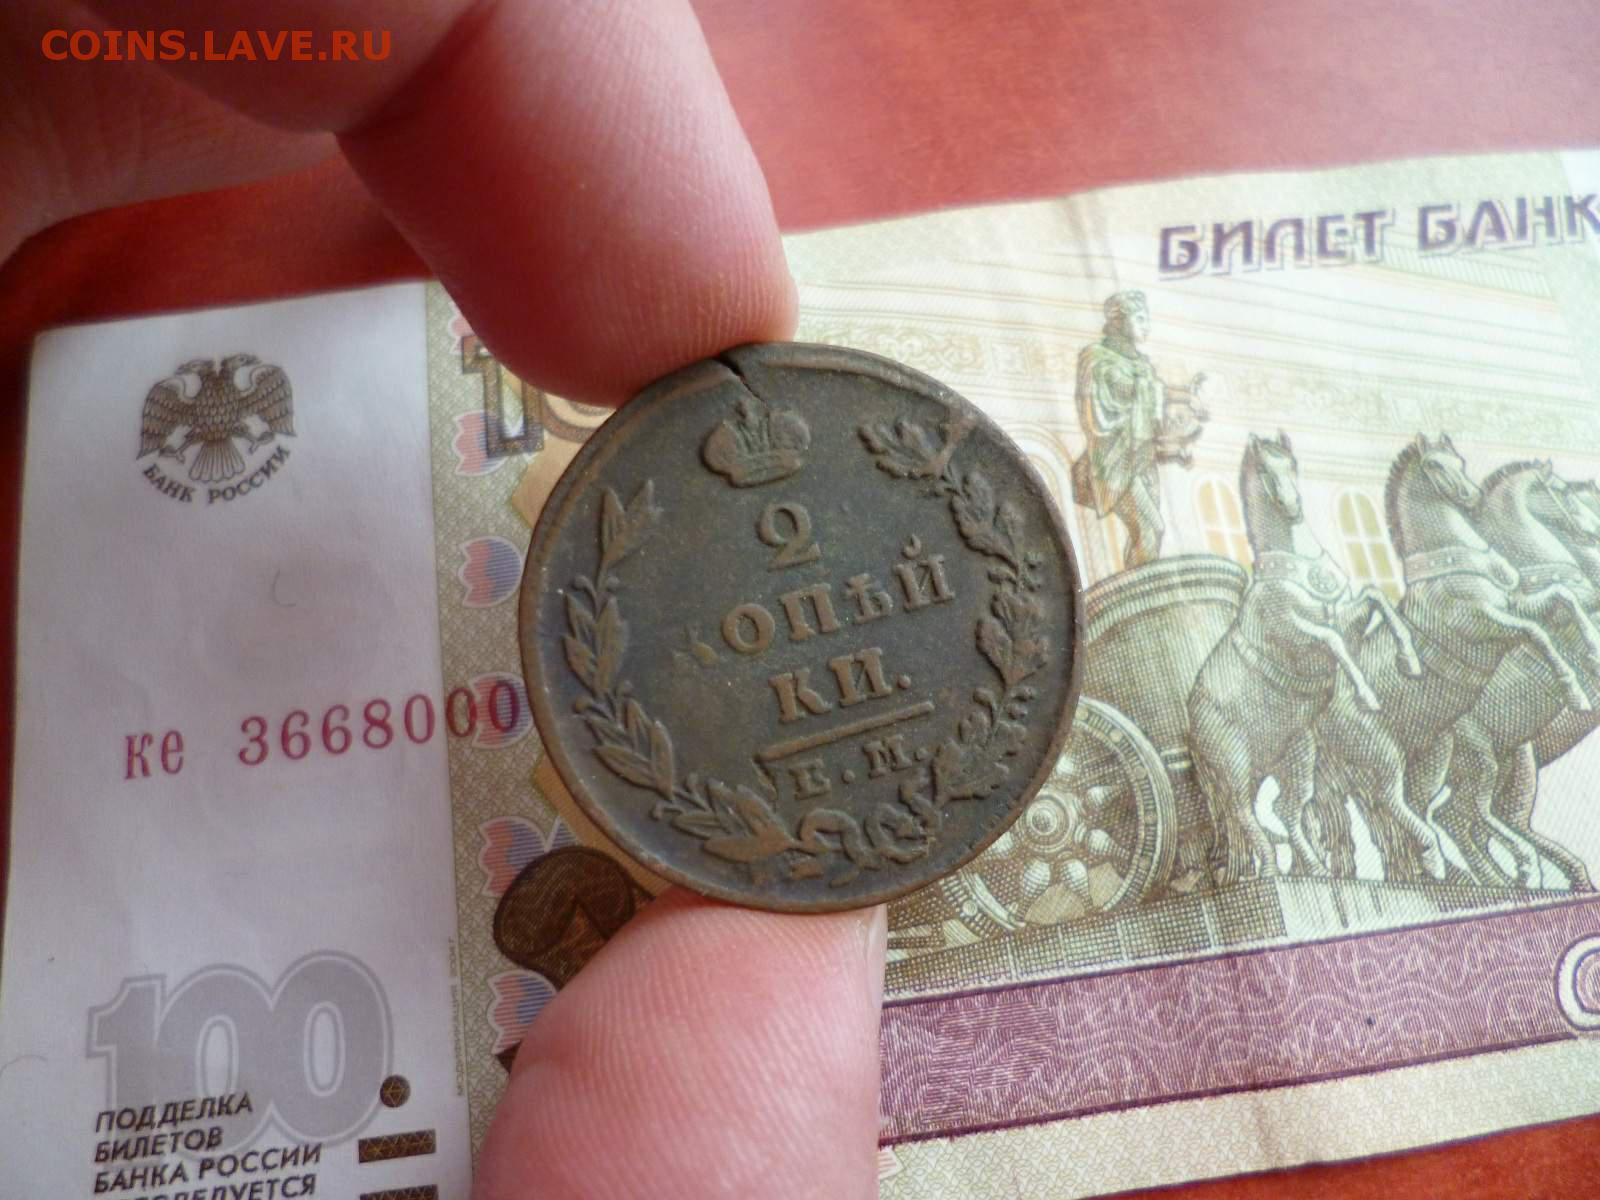 COINS.LAVE.RU
БИЛЕТ БАНК
БАНК РОССИИ
2
КОПѢЙ
КИ.
Е.М.
ке 3668000
100
ПОДДЕЛКА
БИЛЕТОВ
БАНКА РОССИИ